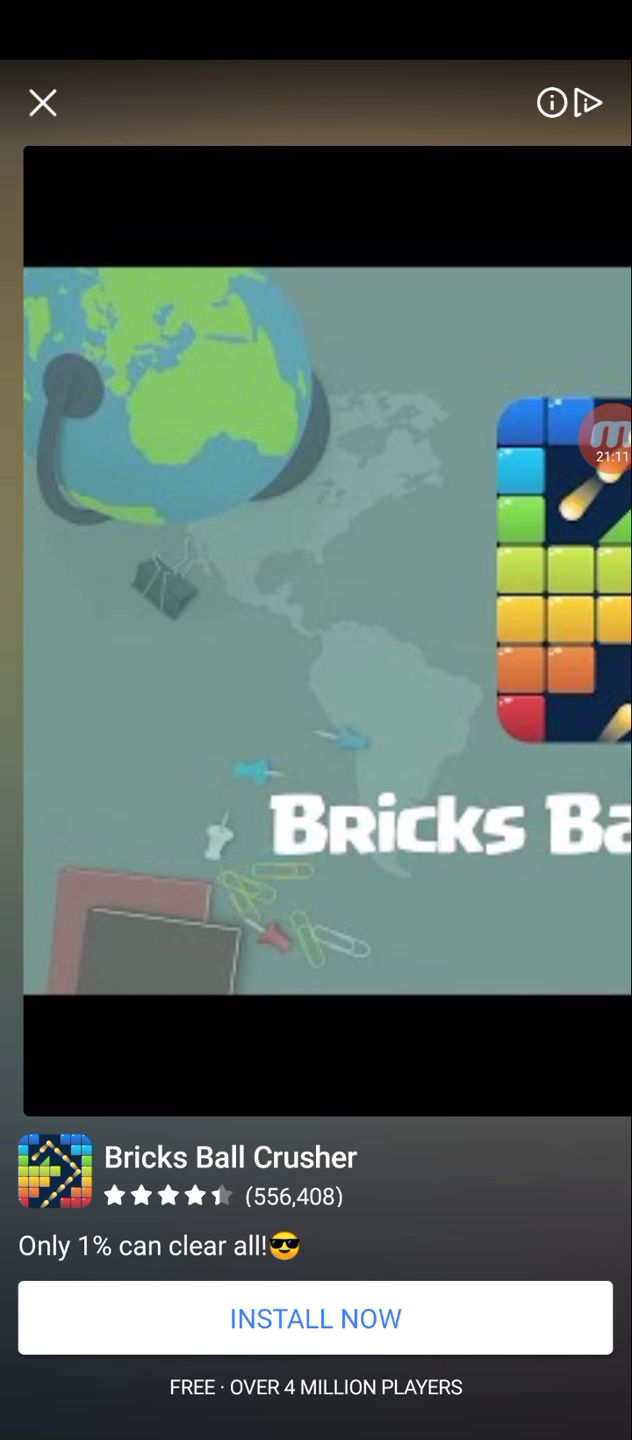 m
21:11
Bricks Ba
Bricks Ball Crusher
(556,408)
Only 1% can clear all!😎
INSTALL NOW
FREE · OVER 4 MILLION PLAYERS